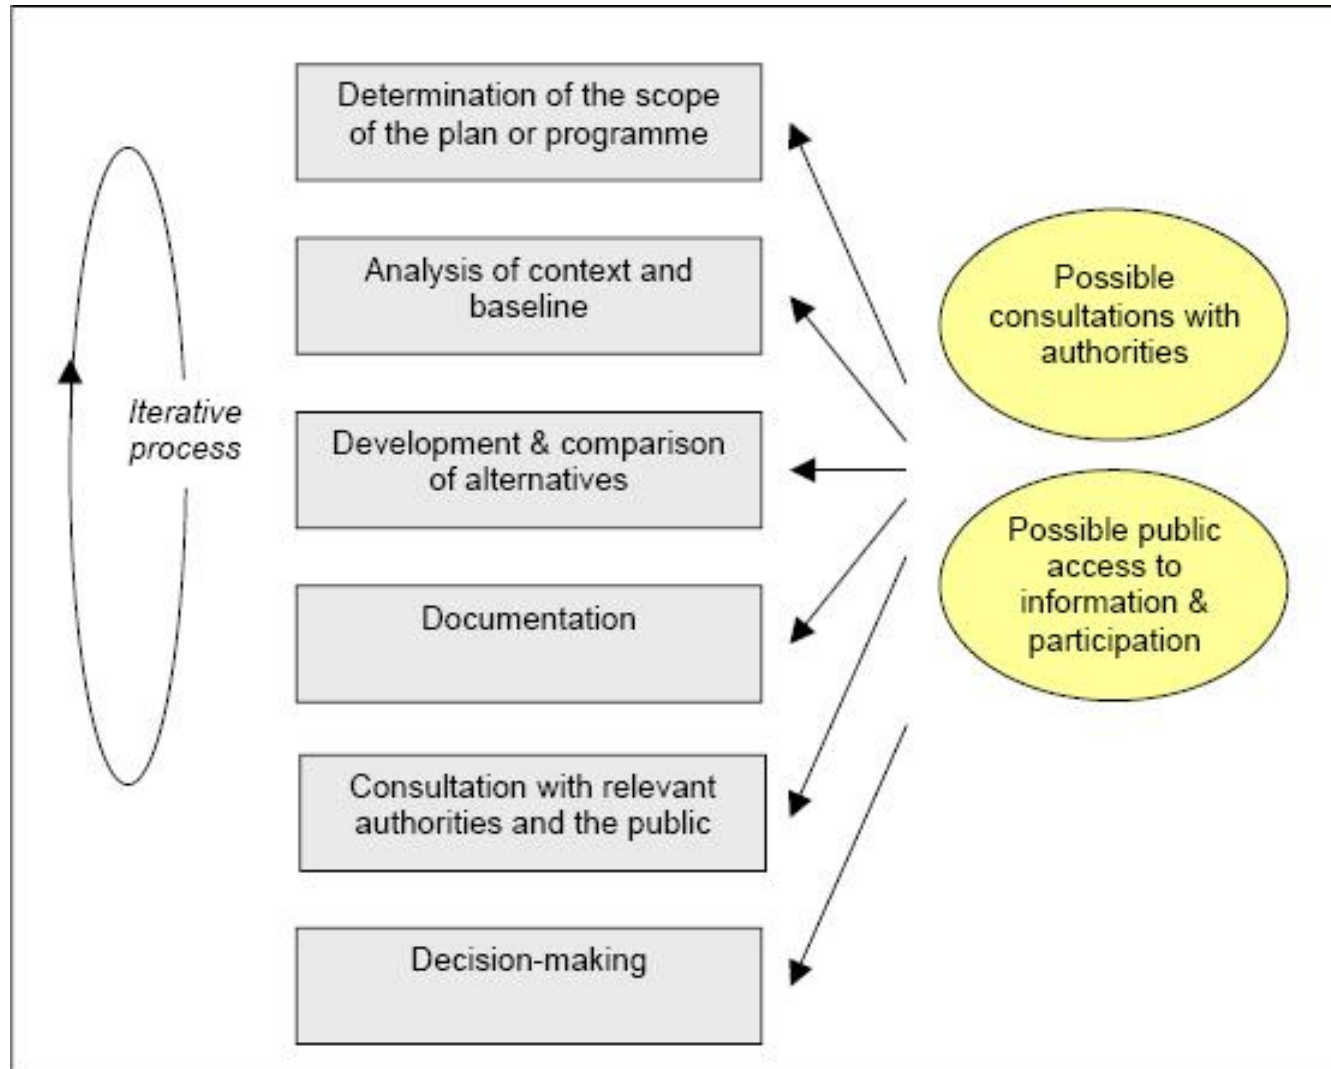 Determination of the scope
of the plan or programme
Analysis of context and
baseline
Iterative
process
Development & comparison
of alternatives
Documentation
Consultation with relevant
authorities and the public
Decision-making
Possible
consultations with
authorities
Possible public
access to
information &
participation